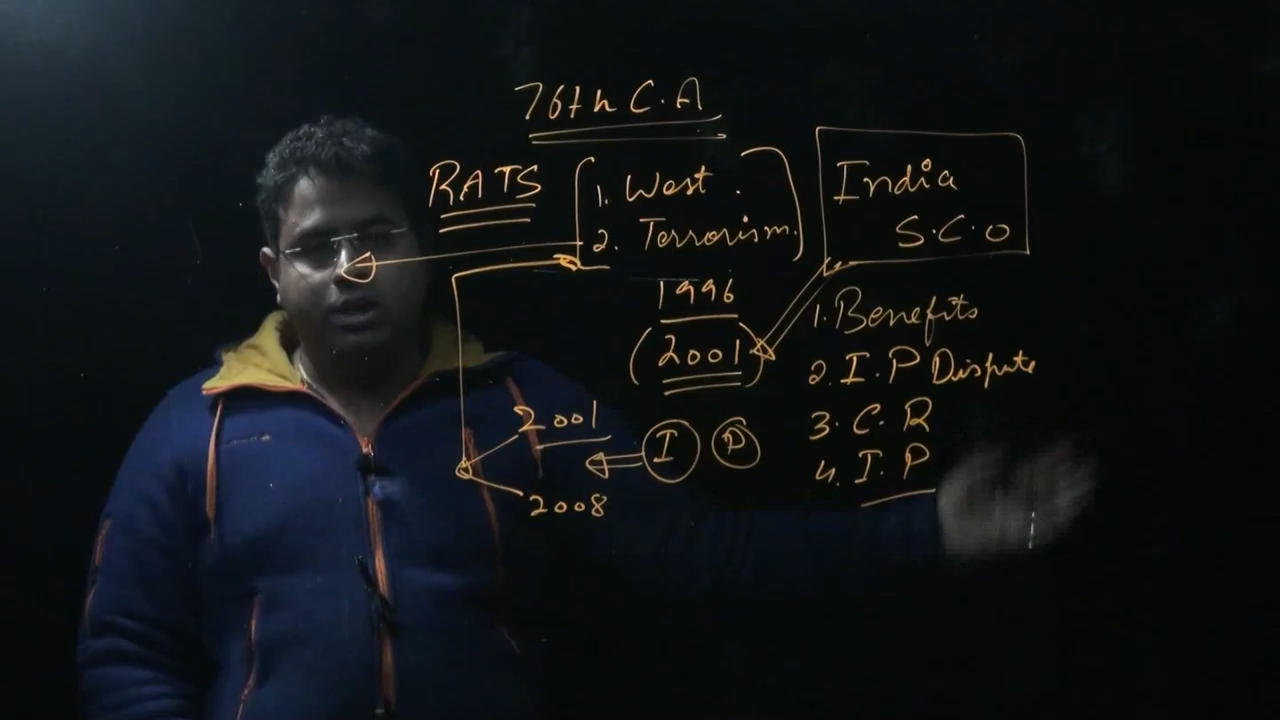 76th C.A
RATS
1. West.
2. Terrorism.
1996
(2001)
2001
2008
I
P
India
S.C.O
1. Benefits
2. I.P Dispute
3. C.R
4. I.P